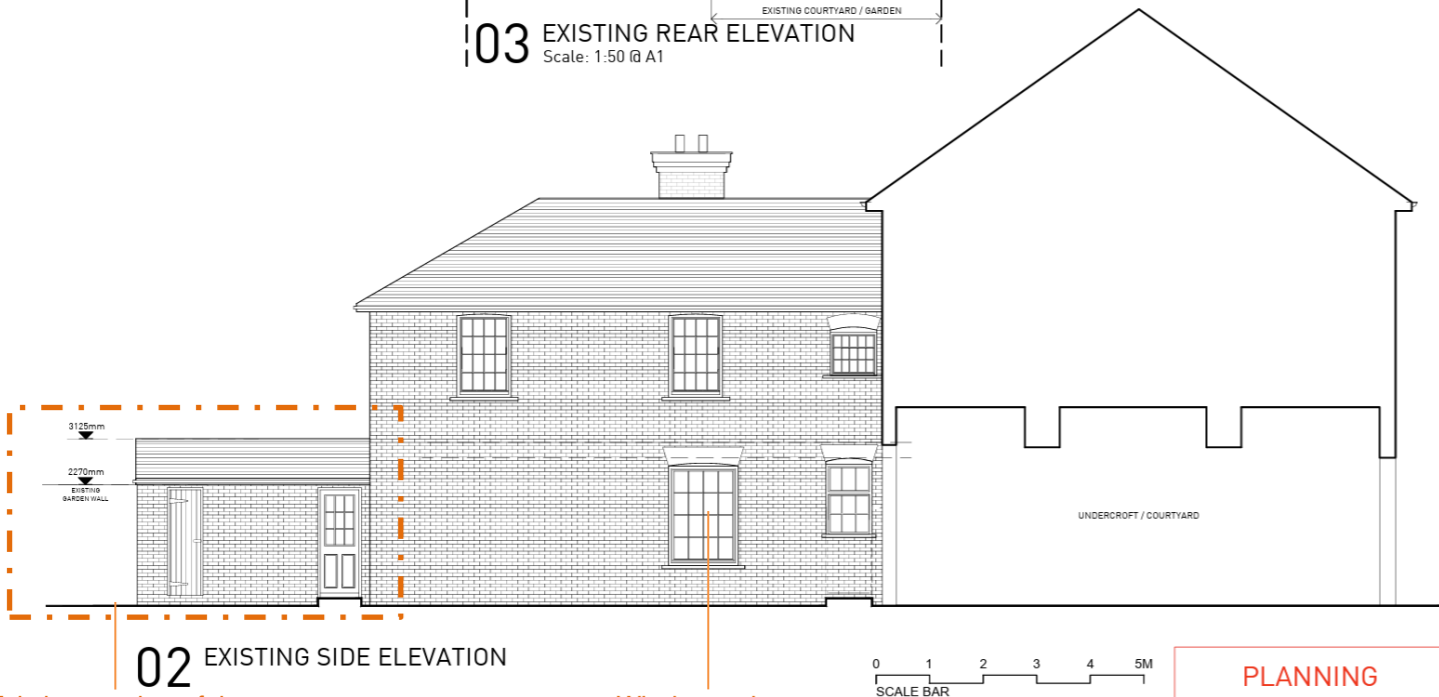 EXISTING COURTYARD / GARDEN
03 EXISTING REAR ELEVATION
Scale: 1:50 @ A1
3125mm
2270mm
EXISTING
GARDEN WALL
UNDERCROFT / COURTYARD
02 EXISTING SIDE ELEVATION
0 1 2 3 4 5M
SCALE BAR
PLANNING